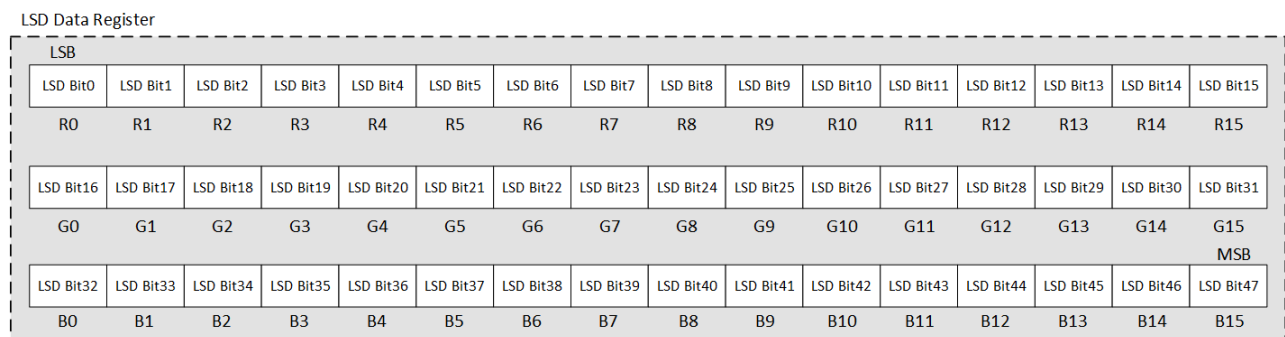 LSD Data Register
LSB
LSD Bit0 LSD Bit1 LSD Bit2 LSD Bit3 LSD Bit4 LSD Bit5 LSD Bit6 LSD Bit7 LSD Bit8 LSD Bit9 LSD Bit10 LSD Bit11 LSD Bit12 LSD Bit13 LSD Bit14 LSD Bit15
R0 R1 R2 R3 R4 R5 R6 R7 R8 R9 R10 R11 R12 R13 R14 R15
LSD Bit16 LSD Bit17 LSD Bit18 LSD Bit19 LSD Bit20 LSD Bit21 LSD Bit22 LSD Bit23 LSD Bit24 LSD Bit25 LSD Bit26 LSD Bit27 LSD Bit28 LSD Bit29 LSD Bit30 LSD Bit31
G0 G1 G2 G3 G4 G5 G6 G7 G8 G9 G10 G11 G12 G13 G14 G15
MSB
LSD Bit32 LSD Bit33 LSD Bit34 LSD Bit35 LSD Bit36 LSD Bit37 LSD Bit38 LSD Bit39 LSD Bit40 LSD Bit41 LSD Bit42 LSD Bit43 LSD Bit44 LSD Bit45 LSD Bit46 LSD Bit47
B0 B1 B2 B3 B4 B5 B6 B7 B8 B9 B10 B11 B12 B13 B14 B15